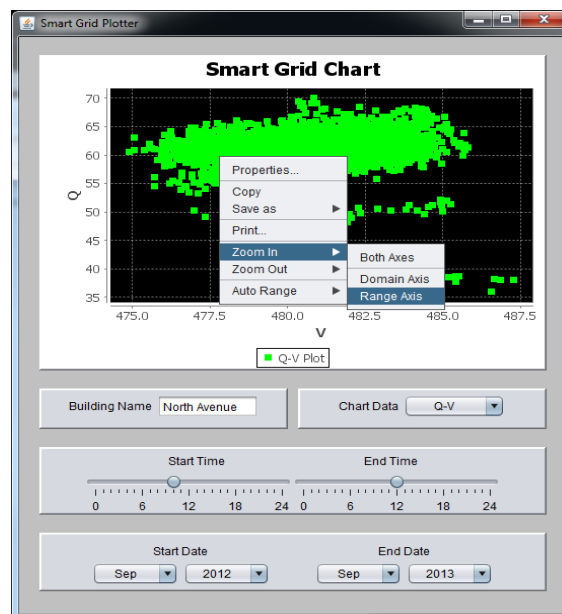 Smart Grid Plotter
Smart Grid Chart
70
65
60
55
50
45
40
35
Q
475.0 477.5 480.0 482.5 485.0 487.5
V
Q-V Plot
Properties...
Copy
Save as
Print...
Zoom In
Zoom Out
Auto Range
Both Axes
Domain Axis
Range Axis
Building Name North Avenue
Chart Data Q-V
Start Time End Time
0 6 12 18 24 0 6 12 18 24
Start Date End Date
Sep 2012 Sep 2013